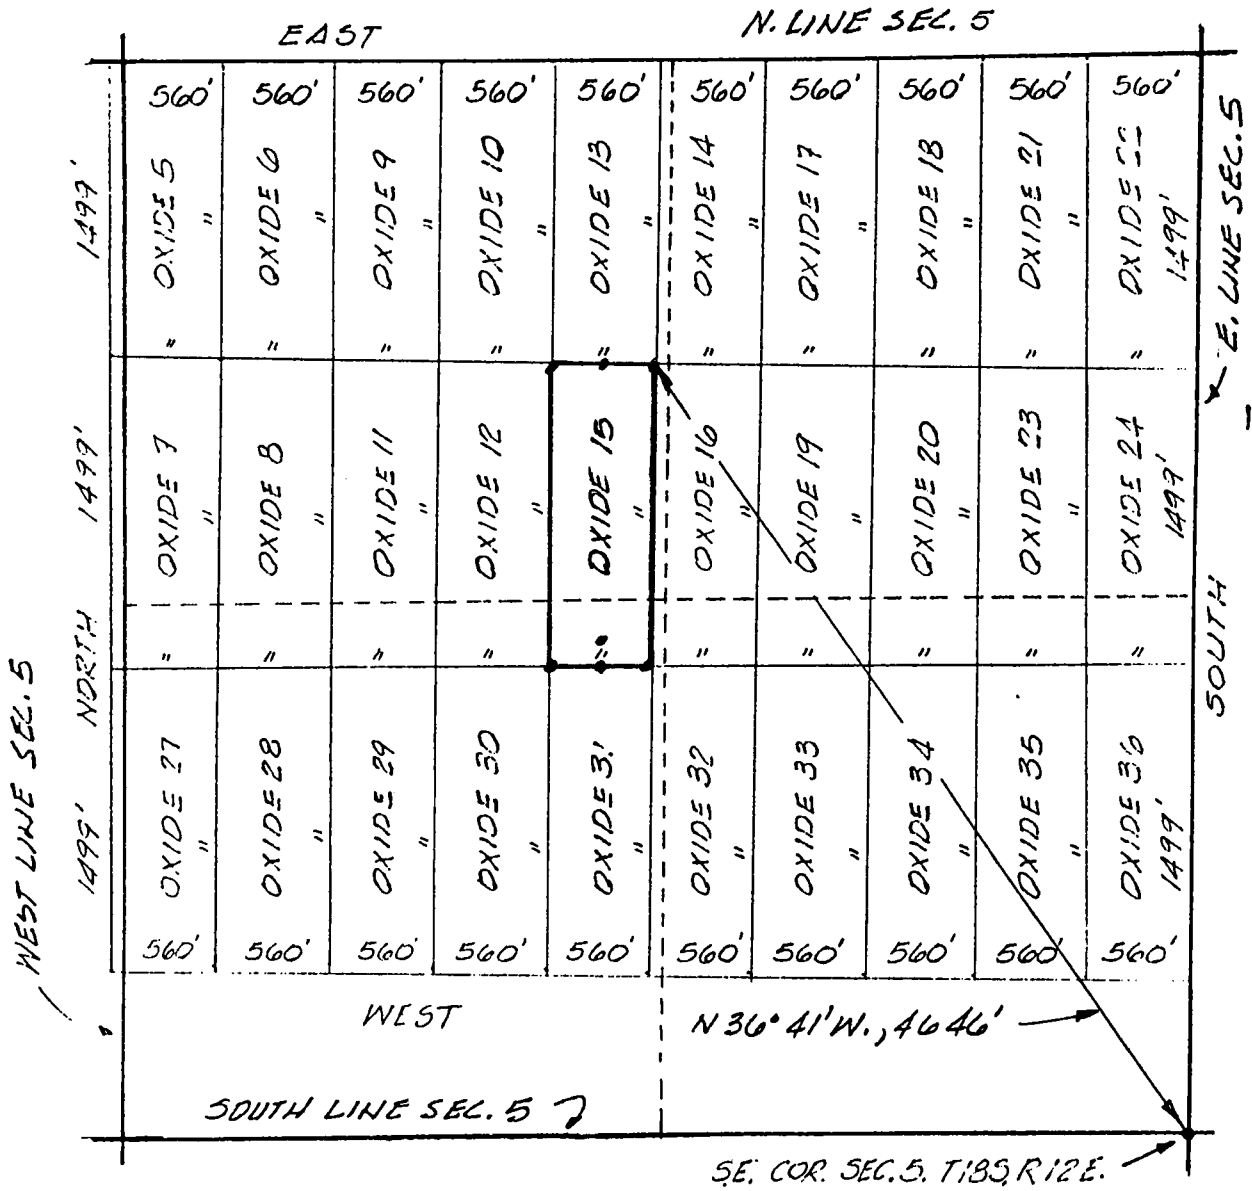 EAST
N. LINE SEC. 5
560' 560' 560' 560' 560' 560' 560' 560' 560' 560'
1499'
OXIDE 5 "
OXIDE 6 "
OXIDE 9 "
OXIDE 10 "
OXIDE 13 "
OXIDE 14 "
OXIDE 17 "
OXIDE 18 "
OXIDE 21 "
OXIDE 22
1499'
E. LINE SEC. 5
" " " " " " " " " "
1499'
OXIDE 7 "
OXIDE 8 "
OXIDE 11 "
OXIDE 12 "
OXIDE 15 "
OXIDE 16 "
OXIDE 19 "
OXIDE 20 "
OXIDE 23 "
OXIDE 24
1499'
NORTH
SOUTH
" " " " " " " " " "
WEST LINE SEC. 5
1499'
OXIDE 27 "
OXIDE 28 "
OXIDE 29 "
OXIDE 30 "
OXIDE 31 "
OXIDE 32 "
OXIDE 33 "
OXIDE 34 "
OXIDE 35 "
OXIDE 36
1499'
560' 560' 560' 560' 560' 560' 560' 560' 560' 560'
WEST
N 36° 41' W., 4646'
SOUTH LINE SEC. 5
S.E. COR. SEC. 5. T18S, R12E.